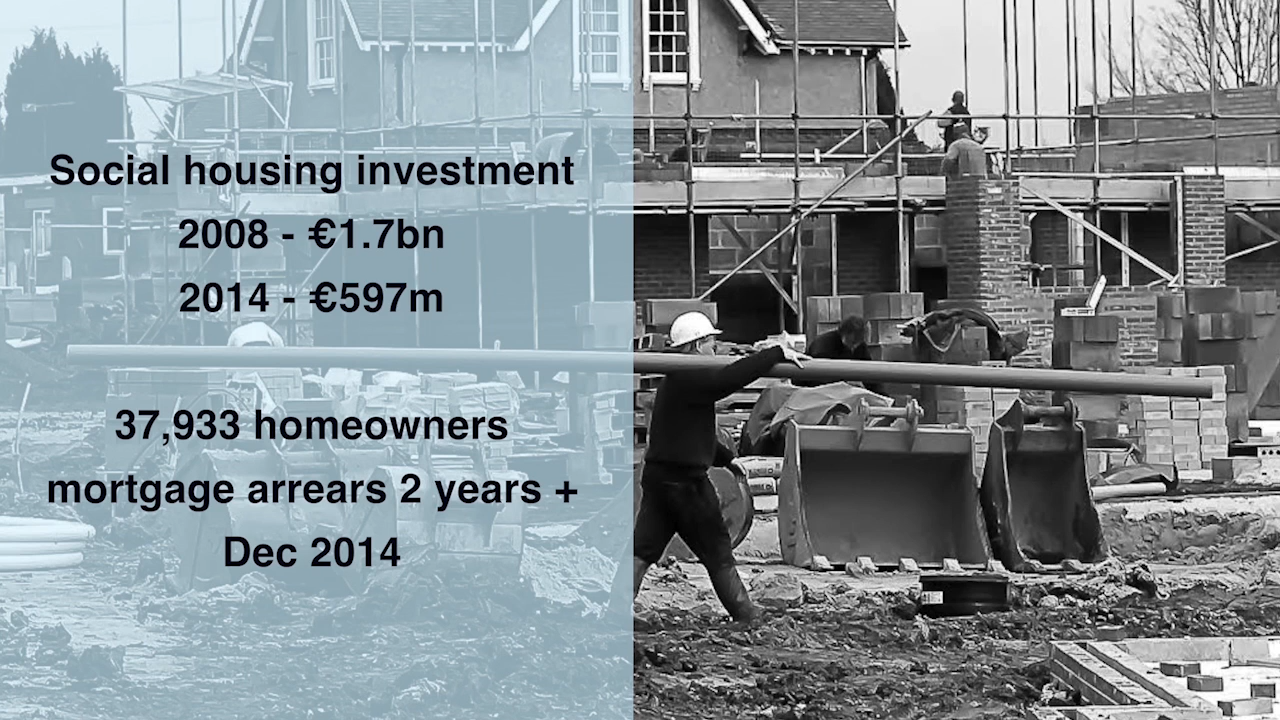 Social housing investment
2008 - €1.7bn
2014 - €597m
37,933 homeowners
mortgage arrears 2 years +
Dec 2014